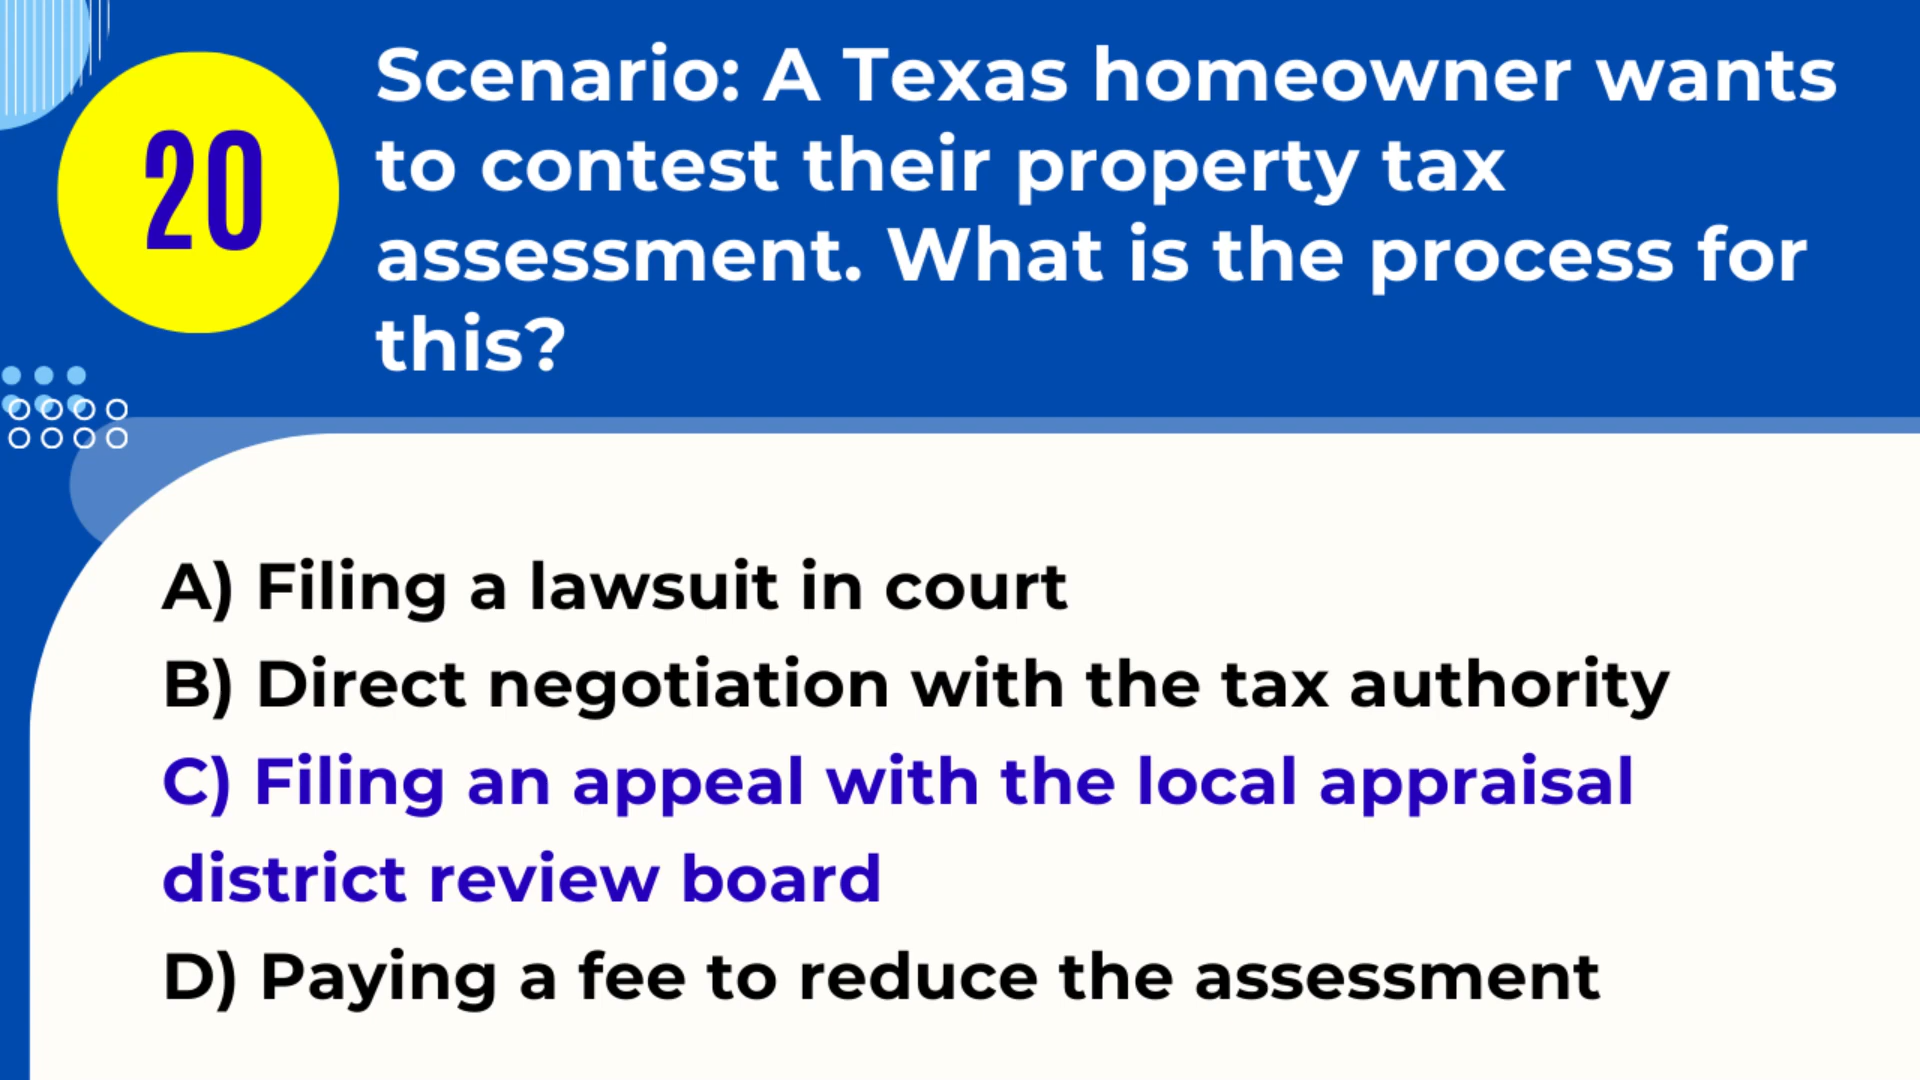 20
Scenario: A Texas homeowner wants
to contest their property tax
assessment. What is the process for
this?
A) Filing a lawsuit in court
B) Direct negotiation with the tax authority
C) Filing an appeal with the local appraisal
district review board
D) Paying a fee to reduce the assessment